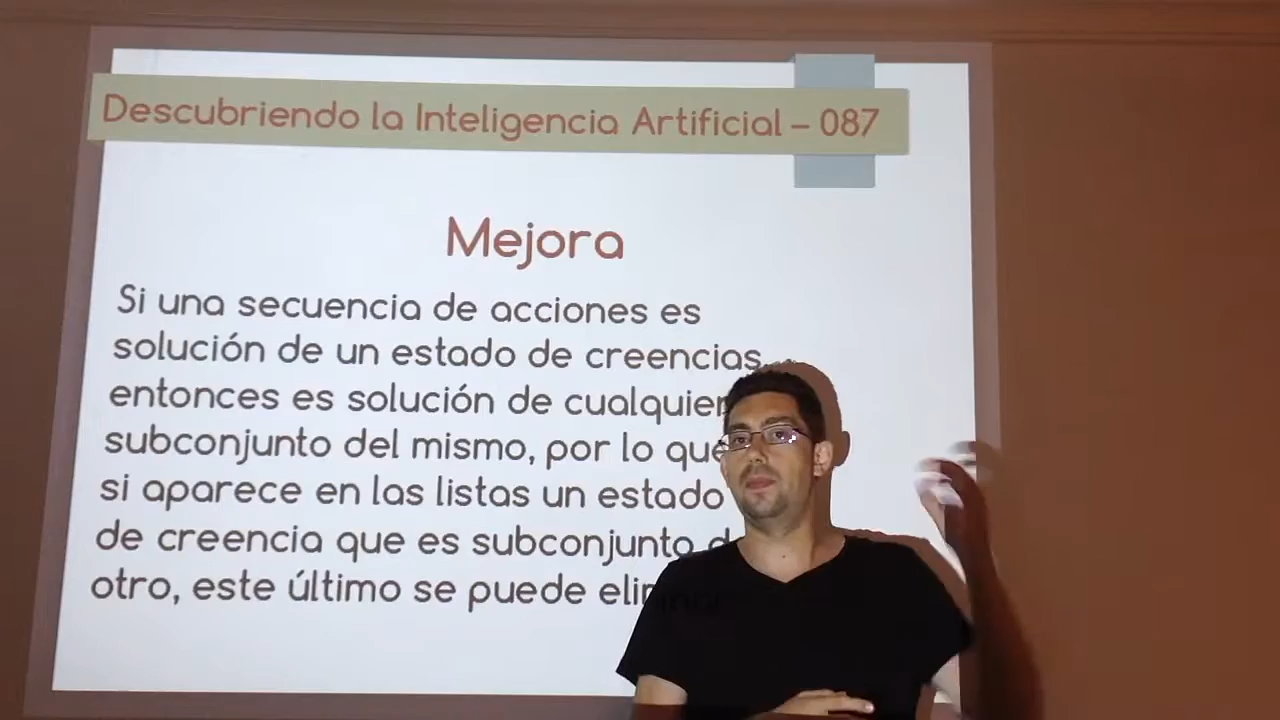 Descubriendo la Inteligencia Artificial – 087
Mejora
Si una secuencia de acciones es
solución de un estado de creencias,
entonces es solución de cualquier
subconjunto del mismo, por lo que
si aparece en las listas un estado
de creencia que es subconjunto
otro, este último se puede eliminar